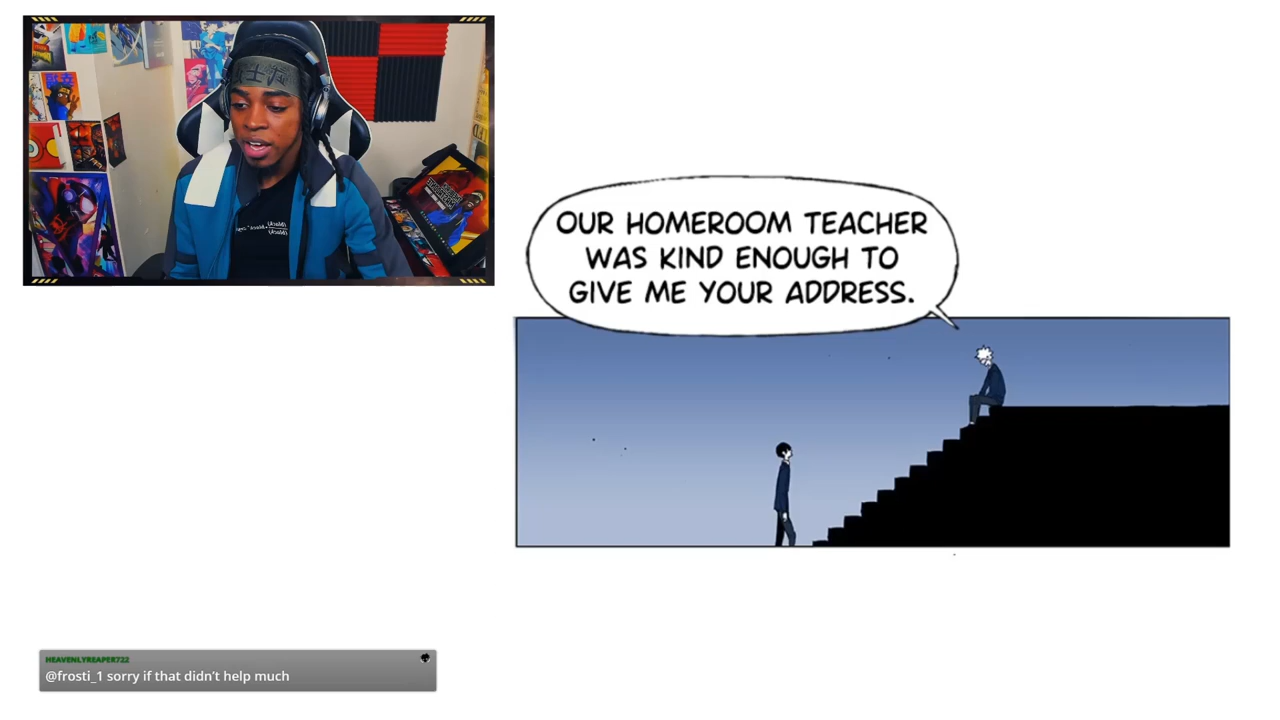 OUR HOMEROOM TEACHER
WAS KIND ENOUGH TO
GIVE ME YOUR ADDRESS.
HEAVENLYREAPER722
@frosti_1 sorry if that didn't help much